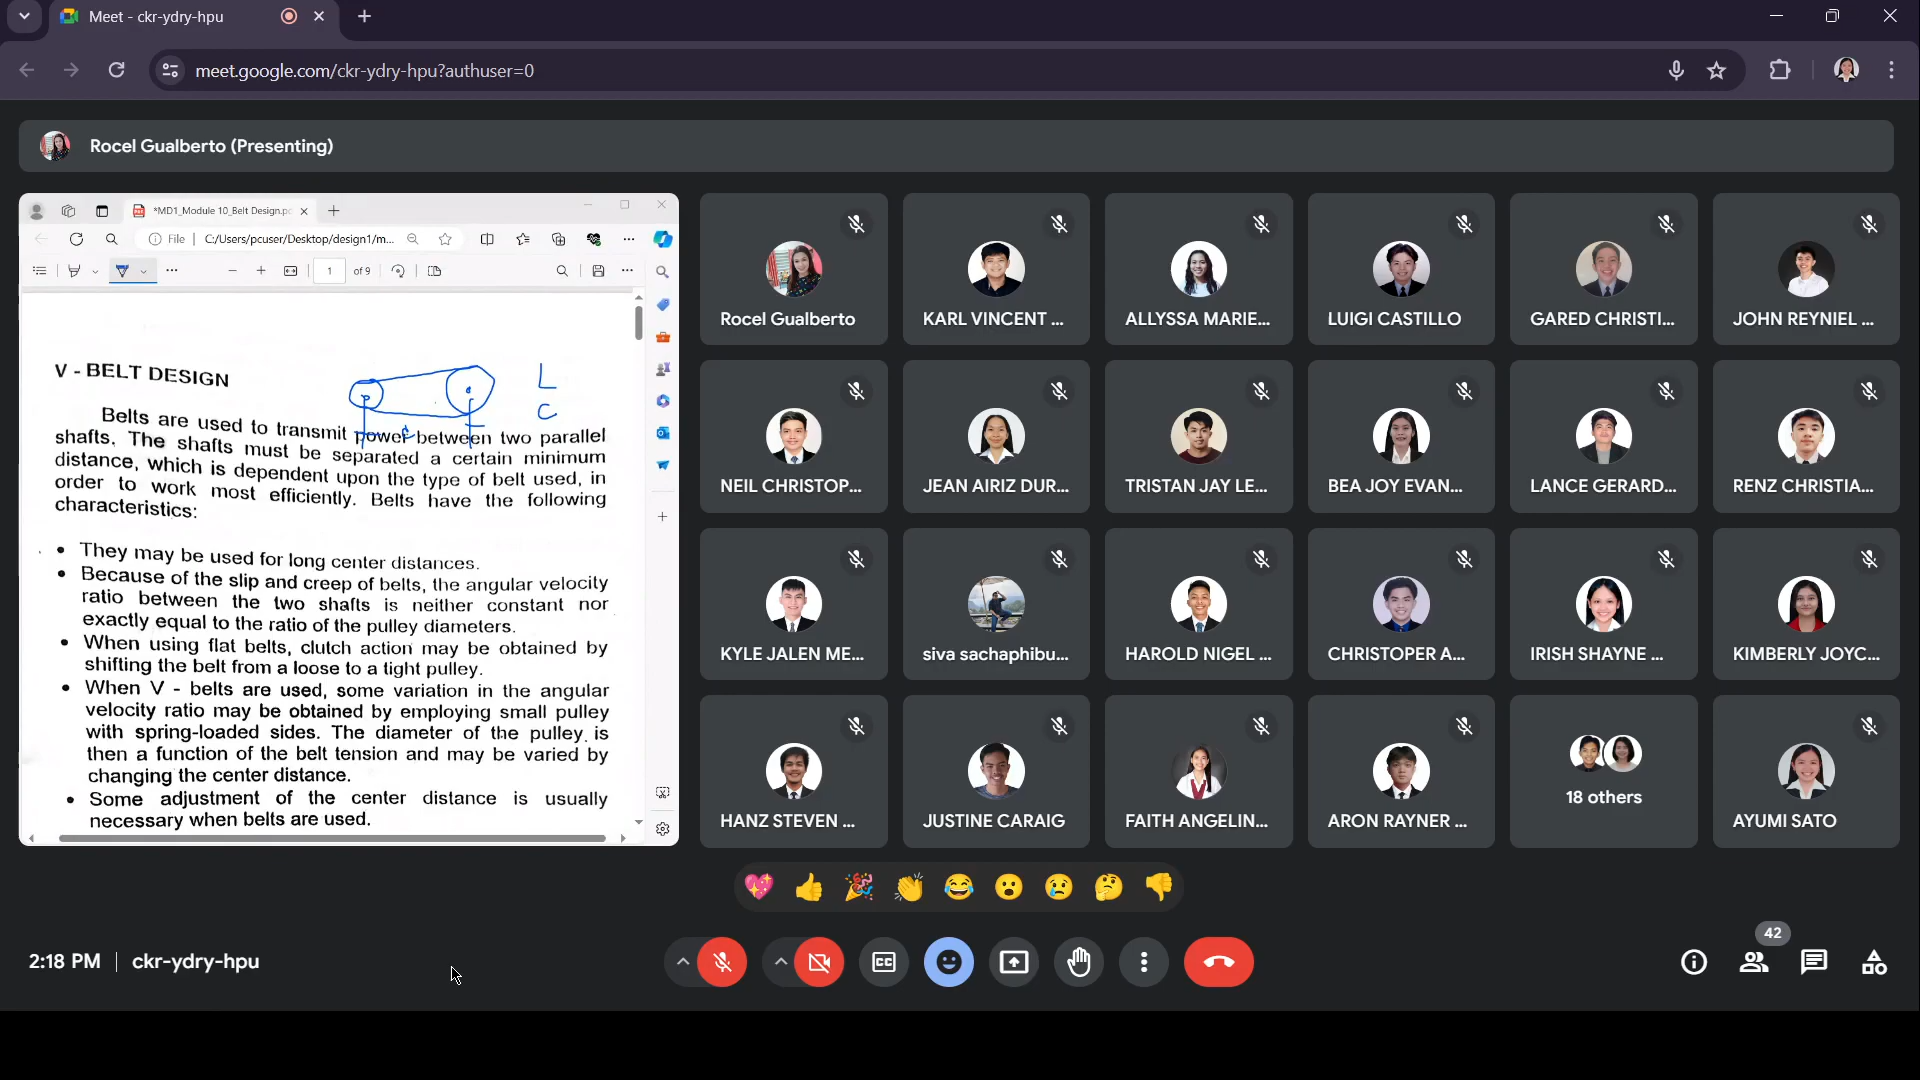 Meet - ckr-ydry-hpu
meet.google.com/ckr-ydry-hpu?authuser=0
Rocel Gualberto (Presenting)
*MD1_Module 10_Belt Design.pc
File
C:/Users/pcuser/Desktop/design1/m...
1 of 9
V - BELT DESIGN
L
C
Belts are used to transmit power between two parallel
shafts. The shafts must be separated a certain minimum
distance, which is dependent upon the type of belt used, in
order to work most efficiently. Belts have the following
characteristics:
• They may be used for long center distances.
• Because of the slip and creep of belts, the angular velocity
ratio between the two shafts is neither constant nor
exactly equal to the ratio of the pulley diameters.
• When using flat belts, clutch action may be obtained by
shifting the belt from a loose to a tight pulley.
• When V - belts are used, some variation in the angular
velocity ratio may be obtained by employing small pulley
with spring-loaded sides. The diameter of the pulley is
then a function of the belt tension and may be varied by
changing the center distance.
• Some adjustment of the center distance is usually
necessary when belts are used.
Rocel Gualberto
KARL VINCENT ...
ALLYSSA MARIE...
LUIGI CASTILLO
GARED CHRISTI...
JOHN REYNIEL ...
NEIL CHRISTOP...
JEAN AIRIZ DUR...
TRISTAN JAY LE...
BEA JOY EVAN...
LANCE GERARD...
RENZ CHRISTIA...
KYLE JALEN ME...
siva sachaphibu...
HAROLD NIGEL ...
CHRISTOPER A...
IRISH SHAYNE ...
KIMBERLY JOYC...
HANZ STEVEN ...
JUSTINE CARAIG
FAITH ANGELIN...
ARON RAYNER ...
18 others
AYUMI SATO
2:18 PM | ckr-ydry-hpu
CC
42